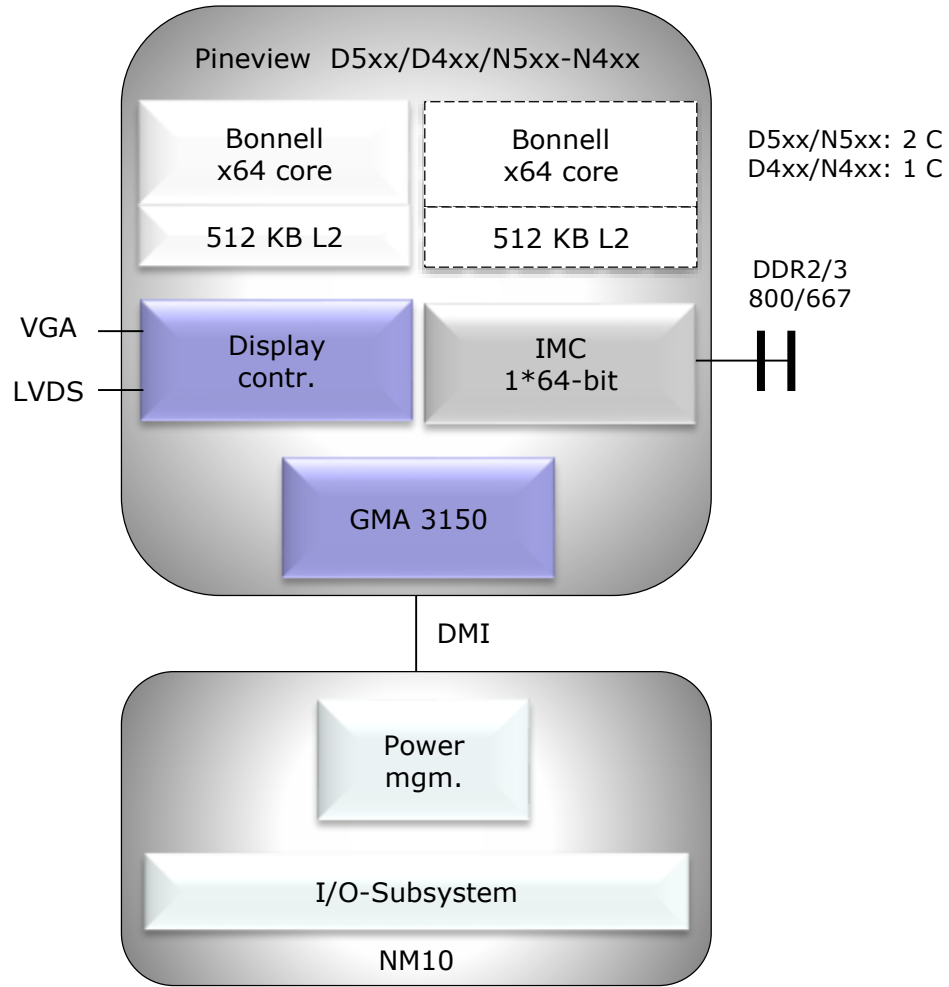 Pineview D5xx/D4xx/N5xx-N4xx
Bonnell
x64 core
512 KB L2
Bonnell
x64 core
512 KB L2
D5xx/N5xx: 2 C
D4xx/N4xx: 1 C
DDR2/3
800/667
VGA
LVDS
Display
contr.
IMC
1*64-bit
GMA 3150
DMI
Power
mgm.
I/O-Subsystem
NM10